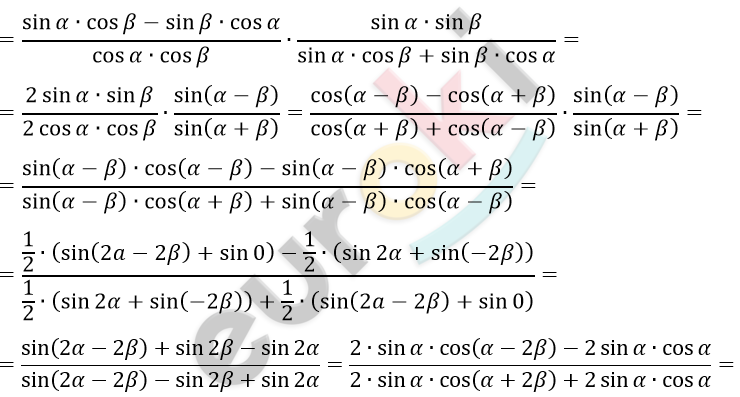 = (sin α · cos β − sin β · cos α)/(cos α · cos β) · (sin α · sin β)/(sin α · cos β + sin β · cos α) =
= (2 sin α · sin β)/(2 cos α · cos β) · sin(α − β)/sin(α + β) = (cos(α − β) − cos(α + β))/(cos(α + β) + cos(α − β)) · sin(α − β)/sin(α + β) =
= (sin(α − β) · cos(α − β) − sin(α − β) · cos(α + β))/(sin(α − β) · cos(α + β) + sin(α − β) · cos(α − β)) =
= (1/2 · (sin(2a − 2β) + sin 0) − 1/2 · (sin 2α + sin(−2β)))/(1/2 · (sin 2α + sin(−2β)) + 1/2 · (sin(2a − 2β) + sin 0)) =
= (sin(2α − 2β) + sin 2β − sin 2α)/(sin(2α − 2β) − sin 2β + sin 2α) = (2 · sin α · cos(α − 2β) − 2 sin α · cos α)/(2 · sin α · cos(α + 2β) + 2 sin α · cos α) =
euroki